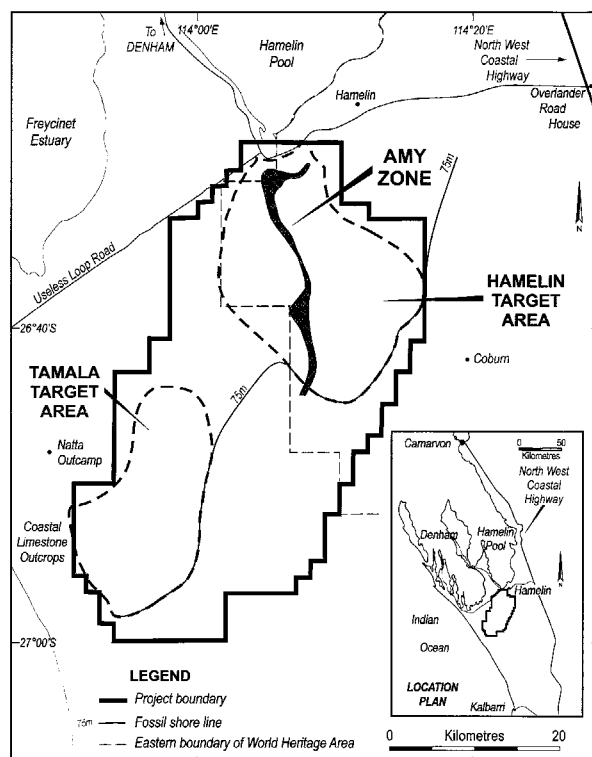 114°00'E
114°20'E
To
DENHAM
Hamelin
Pool
North West
Coastal
Highway
Hamelin
Overlander
Road
House
Freycinet
Estuary
AMY
ZONE
75m
N
Useless Loop Road
HAMELIN
TARGET
AREA
26°40'S
Coburn
TAMALA
TARGET
AREA
75m
Natta
Outcamp
Coastal
Limestone
Outcrops
27°00'S
Carnarvon
0 50
Kilometres
North West
Coastal
Highway
Denham
Hamelin
Pool
N
Hamelin
Indian
Ocean
LOCATION
PLAN
Kalbarri
LEGEND
Project boundary
75m Fossil shore line
Eastern boundary of World Heritage Area
0 Kilometres 20